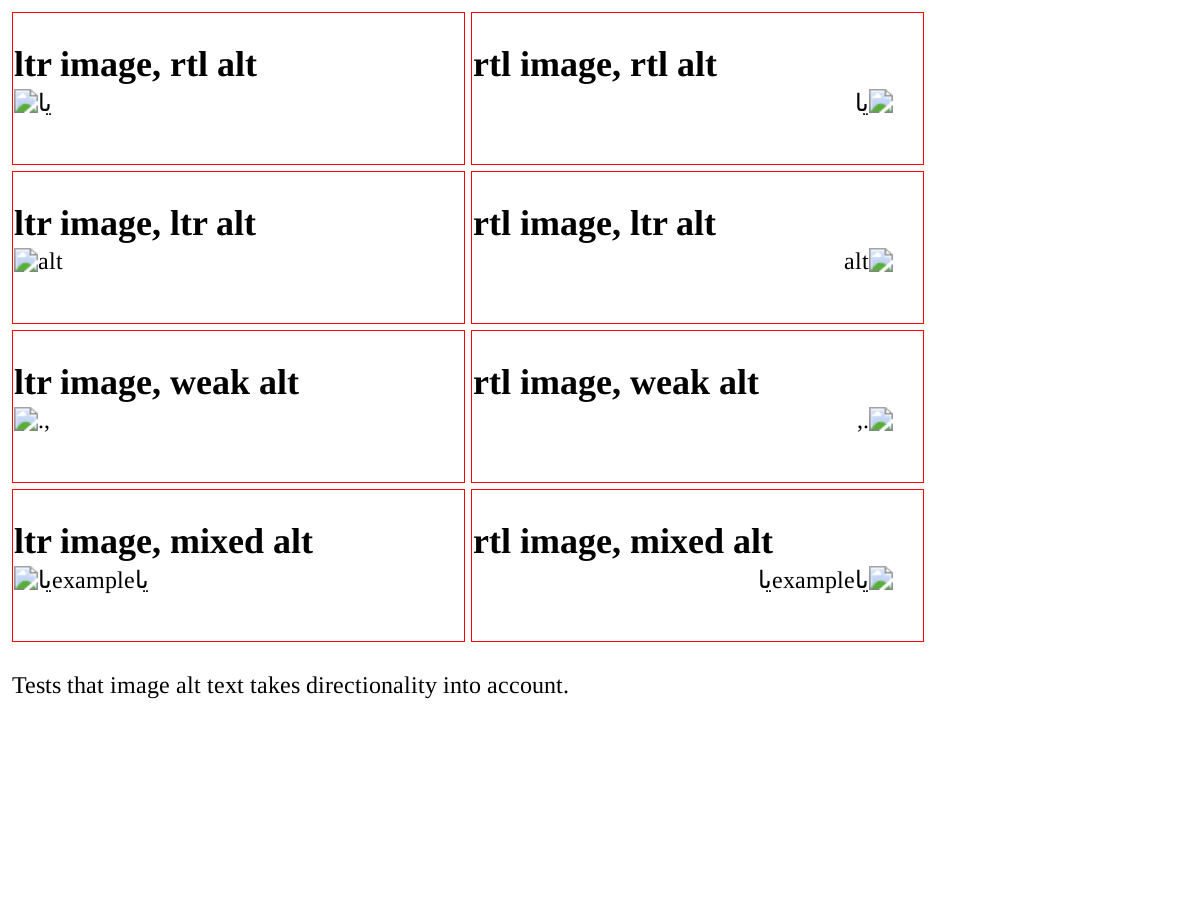 ltr image, rtl alt
يا
rtl image, rtl alt
يا
ltr image, ltr alt
alt
rtl image, ltr alt
alt
ltr image, weak alt
.,
rtl image, weak alt
,.
ltr image, mixed alt
ياexampleيا
rtl image, mixed alt
ياexampleيا
Tests that image alt text takes directionality into account.